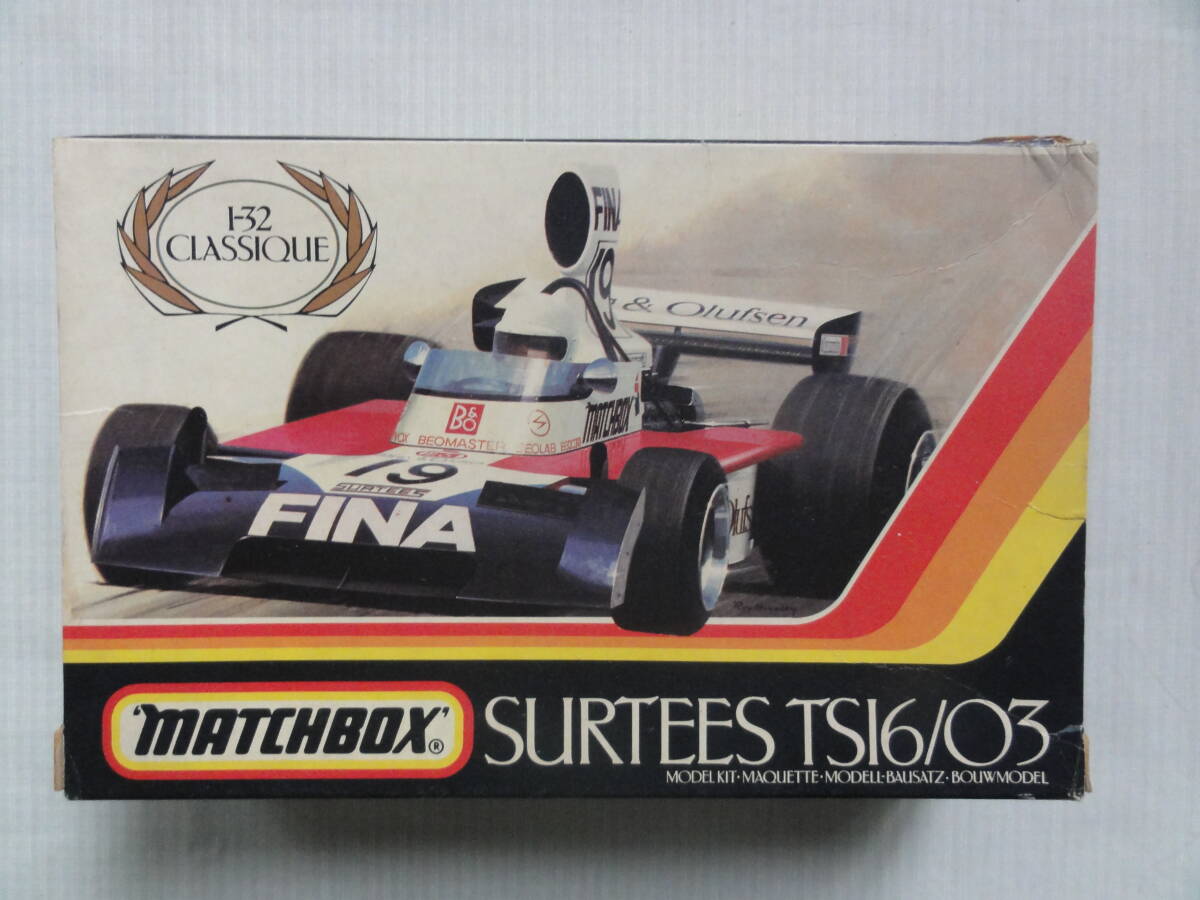 1-32
CLASSIQUE
FINA
19
& Olufsen
MATCHBOX
B&O
BEOMASTER
19
SURTEES
FINA
'MATCHBOX'®
SURTEES TS16/03
MODEL KIT·MAQUETTE·MODELL-BAUSATZ·BOUWMODEL